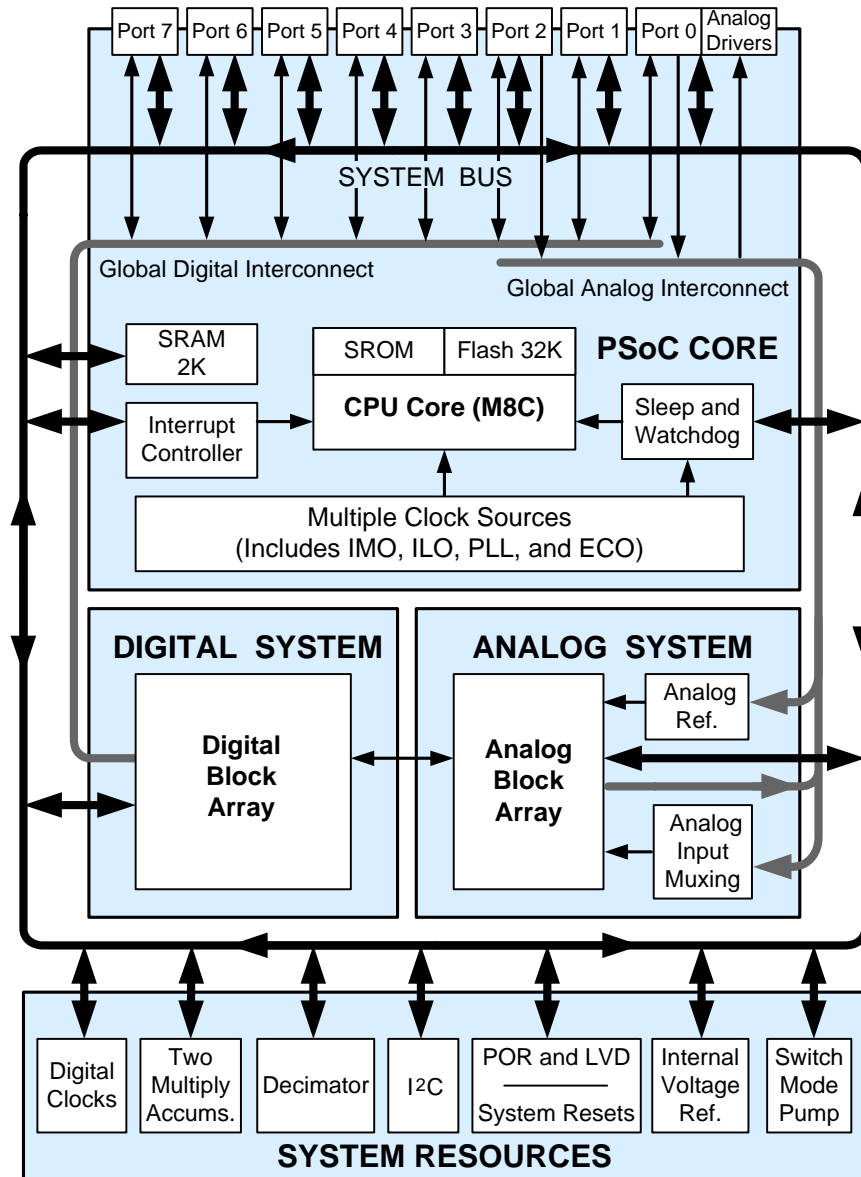 Port 7
Port 6
Port 5
Port 4
Port 3
Port 2
Port 1
Port 0
Analog
Drivers
SYSTEM BUS
Global Digital Interconnect
Global Analog Interconnect
PSoC CORE
SRAM
2K
SROM
Flash 32K
CPU Core (M8C)
Interrupt
Controller
Sleep and
Watchdog
Multiple Clock Sources
(Includes IMO, ILO, PLL, and ECO)
DIGITAL SYSTEM
Digital
Block
Array
ANALOG SYSTEM
Analog
Block
Array
Analog
Ref.
Analog
Input
Muxing
Digital
Clocks
Two
Multiply
Accums.
Decimator
I²C
POR and LVD
System Resets
Internal
Voltage
Ref.
Switch
Mode
Pump
SYSTEM RESOURCES